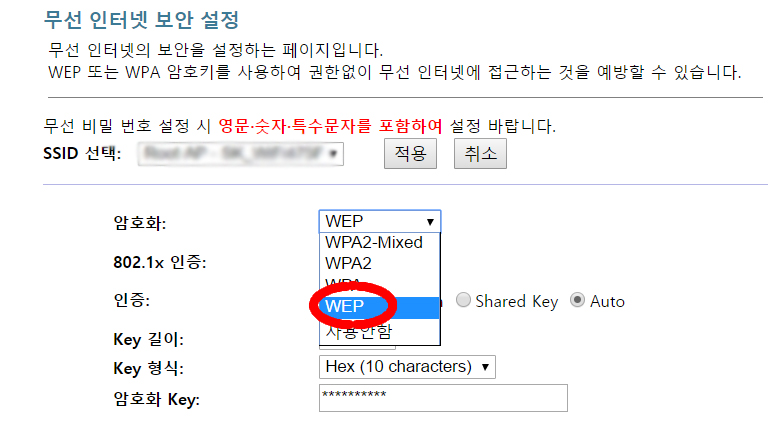 무선 인터넷 보안 설정
무선 인터넷의 보안을 설정하는 페이지입니다.
WEP 또는 WPA 암호키를 사용하여 권한없이 무선 인터넷에 접근하는 것을 예방할 수 있습니다.
무선 비밀 번호 설정 시 영문·숫자·특수문자를 포함하여 설정 바랍니다.
SSID 선택: 적용 취소
암호화: WEP
WPA2-Mixed
802.1x 인증: WPA2
WPA
인증: WEP Shared Key Auto
사용안함
Key 길이:
Key 형식: Hex (10 characters)
암호화 Key: **********